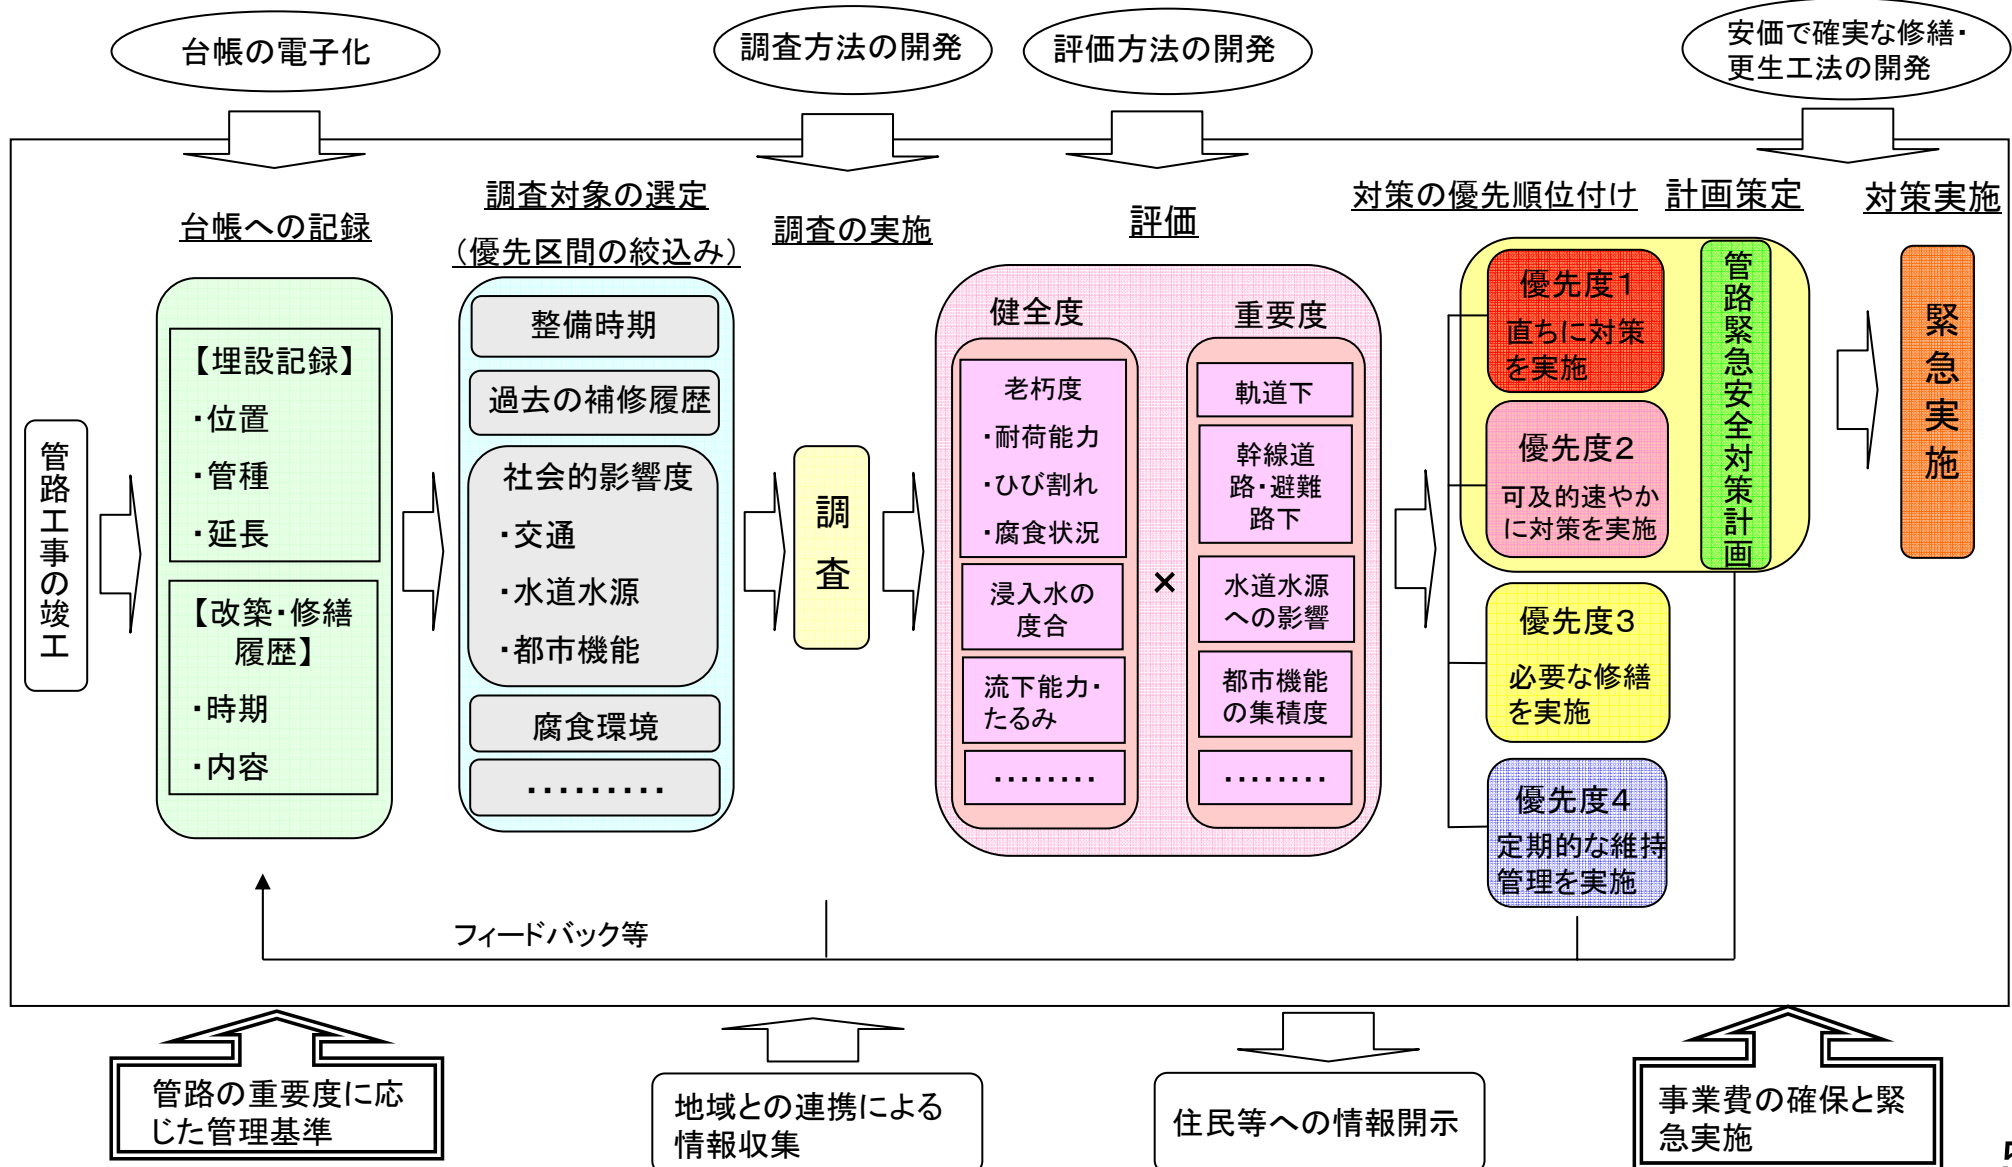 台帳の電子化
調査方法の開発
評価方法の開発
安価で確実な修繕・
更生工法の開発
台帳への記録
調査対象の選定
(優先区間の絞込み)
調査の実施
評価
対策の優先順位付け
計画策定
対策実施
管路工事の竣工
【埋設記録】
・位置
・管種
・延長
【改築・修繕
履歴】
・時期
・内容
整備時期
過去の補修履歴
社会的影響度
・交通
・水道水源
・都市機能
腐食環境
・・・・・・・・・
調査
健全度
老朽度
・耐荷能力
・ひび割れ
・腐食状況
浸入水の
度合
流下能力・
たるみ
・・・・・・・・
×
重要度
軌道下
幹線道
路・避難
路下
水道水源
への影響
都市機能
の集積度
・・・・・・・・
優先度1
直ちに対策
を実施
優先度2
可及的速やか
に対策を実施
優先度3
必要な修繕
を実施
優先度4
定期的な維持
管理を実施
管路緊急安全対策計画
緊急実施
フィードバック等
管路の重要度に応
じた管理基準
地域との連携による
情報収集
住民等への情報開示
事業費の確保と緊
急実施